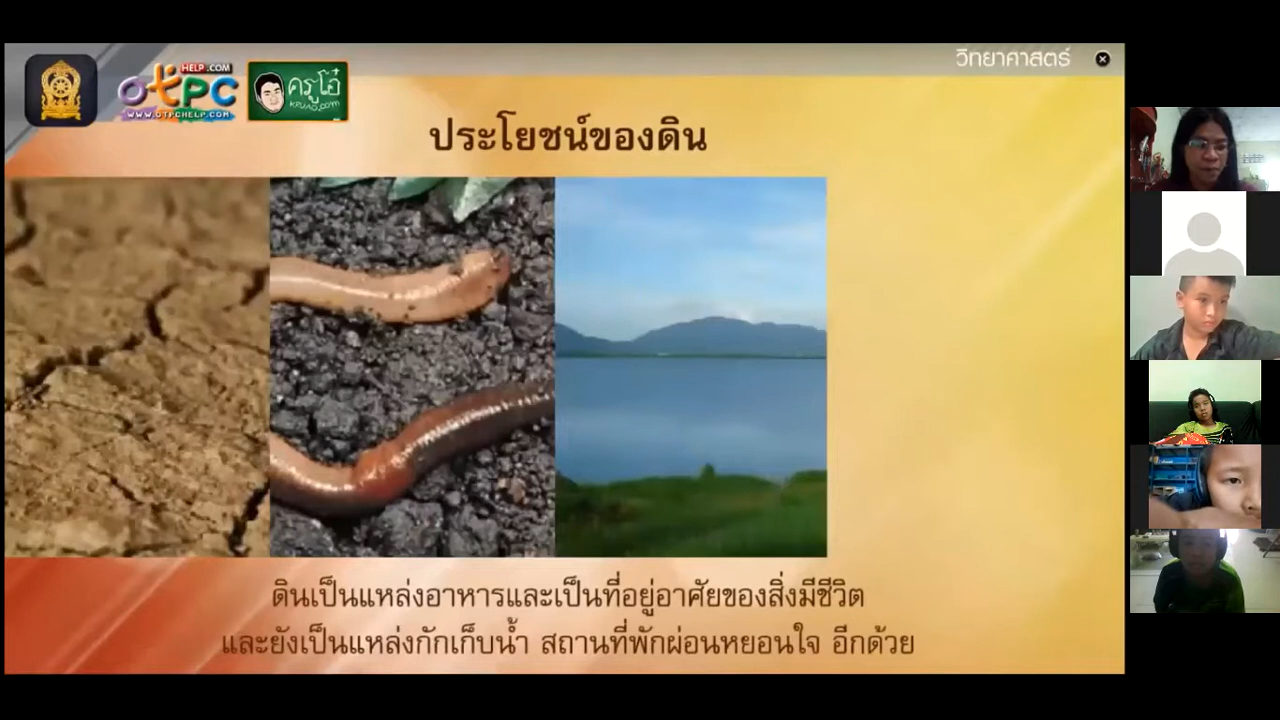 วิทยาศาสตร์
HELP.COM
OTPC
WWW.OTPCHELP.COM
ครูโอ๋
KRUAO.COM
ประโยชน์ของดิน
ดินเป็นแหล่งอาหารและเป็นที่อยู่อาศัยของสิ่งมีชีวิต
และยังเป็นแหล่งกักเก็บน้ำ สถานที่พักผ่อนหยอนใจ อีกด้วย